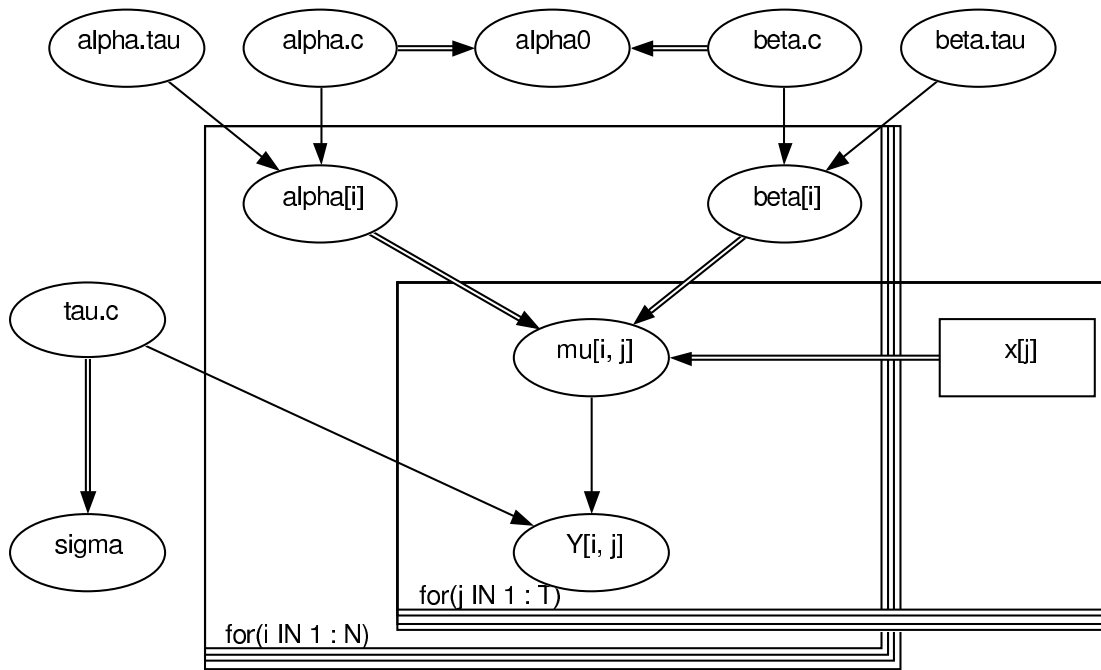 alpha.tau
alpha.c
alpha0
beta.c
beta.tau
alpha[i]
beta[i]
tau.c
mu[i, j]
x[j]
sigma
Y[i, j]
for(j IN 1 : T)
for(i IN 1 : N)